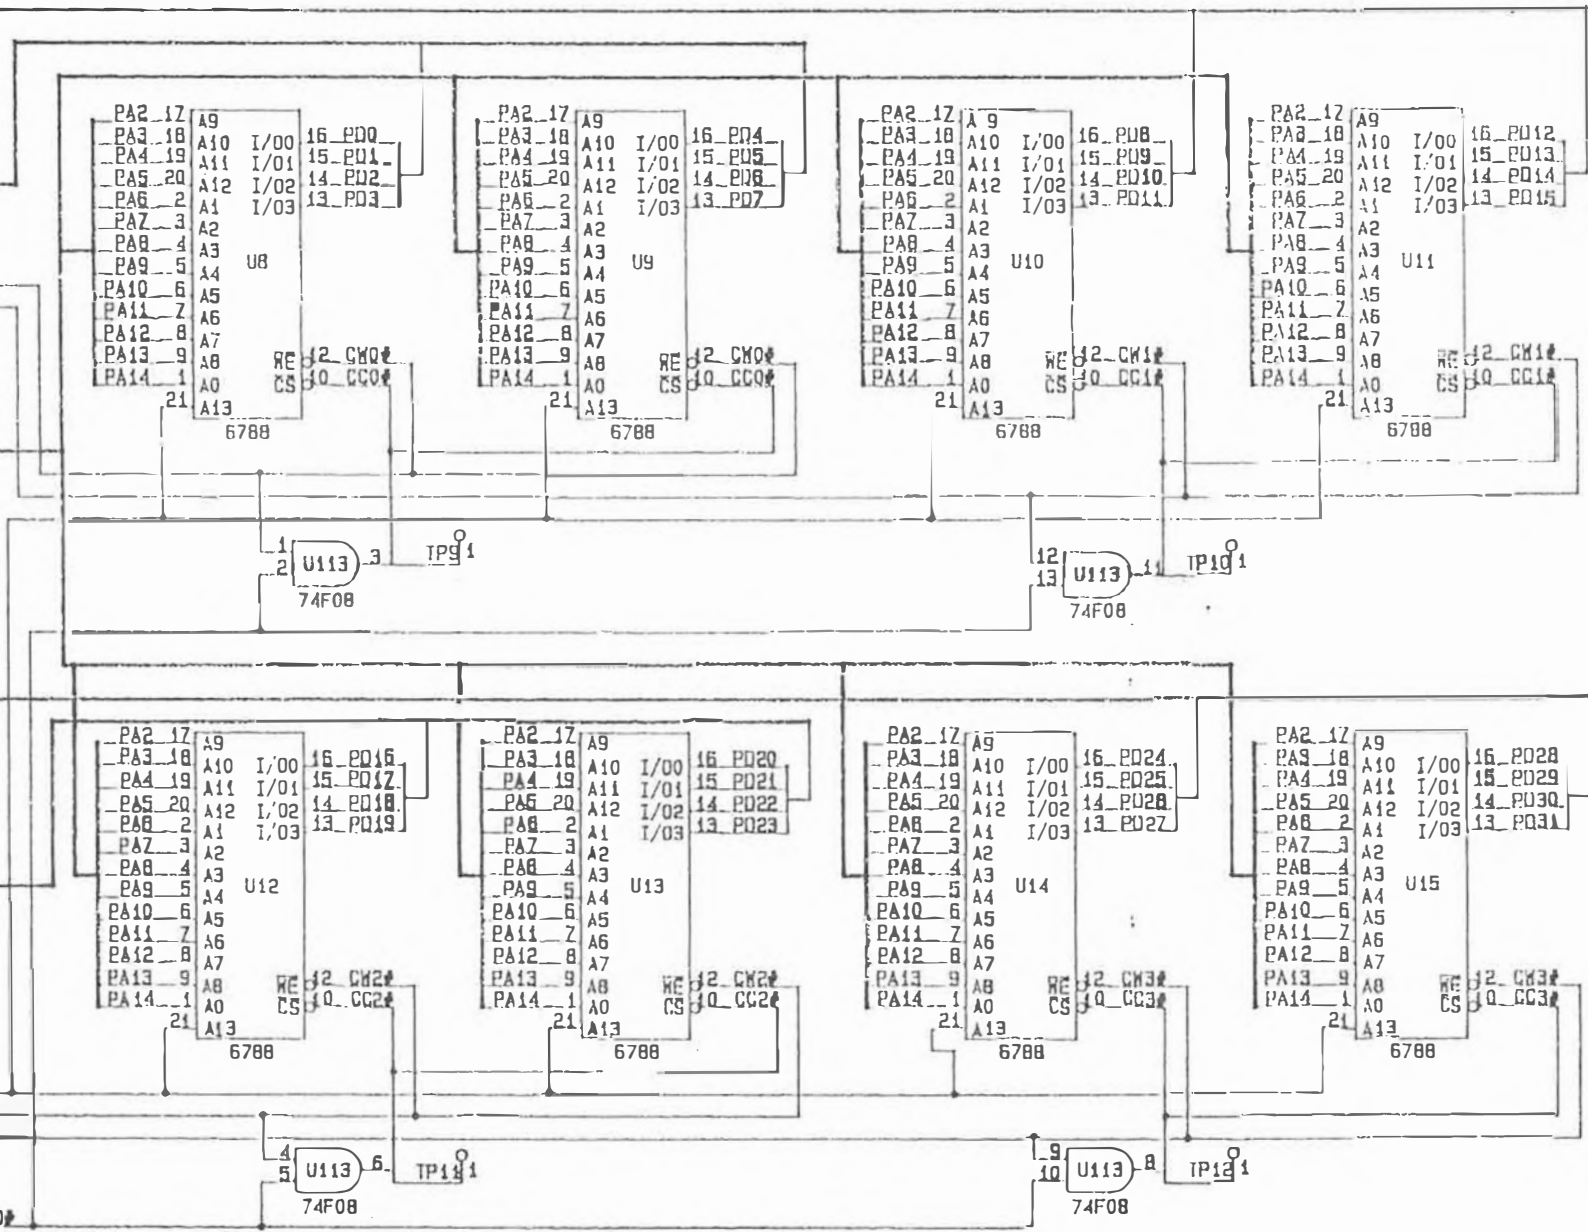 PA2 17 A9
PA3 18 A10 I/O0 16 PD0
PA4 19 A11 I/O1 15 PD1
PA5 20 A12 I/O2 14 PD2
PA6 2 A1 I/O3 13 PD3
PA7 3 A2
PA8 4 A3 U8
PA9 5 A4
PA10 6 A5
PA11 7 A6
PA12 8 A7
PA13 9 A8 WE 12 CW0#
PA14 1 A0 CS 10 CC0#
21 A13
6788
PA2 17 A9
PA3 18 A10 I/O0 16 PD4
PA4 19 A11 I/O1 15 PD5
PA5 20 A12 I/O2 14 PD6
PA6 2 A1 I/O3 13 PD7
PA7 3 A2
PA8 4 A3 U9
PA9 5 A4
PA10 6 A5
PA11 7 A6
PA12 8 A7
PA13 9 A8 WE 12 CW0#
PA14 1 A0 CS 10 CC0#
21 A13
6788
PA2 17 A9
PA3 18 A10 I/O0 16 PD8
PA4 19 A11 I/O1 15 PD9
PA5 20 A12 I/O2 14 PD10
PA6 2 A1 I/O3 13 PD11
PA7 3 A2
PA8 4 A3 U10
PA9 5 A4
PA10 6 A5
PA11 7 A6
PA12 8 A7
PA13 9 A8 WE 12 CW1#
PA14 1 A0 CS 10 CC1#
21 A13
6788
PA2 17 A9
PA3 18 A10 I/O0 16 PD12
PA4 19 A11 I/O1 15 PD13
PA5 20 A12 I/O2 14 PD14
PA6 2 A1 I/O3 13 PD15
PA7 3 A2
PA8 4 A3 U11
PA9 5 A4
PA10 6 A5
PA11 7 A6
PA12 8 A7
PA13 9 A8 WE 12 CW1#
PA14 1 A0 CS 10 CC1#
21 A13
6788
1 2 U113 3 TP9 1
74F08
12 13 U113 11 TP10 1
74F08
PA2 17 A9
PA3 18 A10 I/O0 16 PD16
PA4 19 A11 I/O1 15 PD17
PA5 20 A12 I/O2 14 PD18
PA6 2 A1 I/O3 13 PD19
PA7 3 A2
PA8 4 A3 U12
PA9 5 A4
PA10 6 A5
PA11 7 A6
PA12 8 A7
PA13 9 A8 WE 12 CW2#
PA14 1 A0 CS 10 CC2#
21 A13
6788
PA2 17 A9
PA3 18 A10 I/O0 16 PD20
PA4 19 A11 I/O1 15 PD21
PA5 20 A12 I/O2 14 PD22
PA6 2 A1 I/O3 13 PD23
PA7 3 A2
PA8 4 A3 U13
PA9 5 A4
PA10 6 A5
PA11 7 A6
PA12 8 A7
PA13 9 A8 WE 12 CW2#
PA14 1 A0 CS 10 CC2#
21 A13
6788
PA2 17 A9
PA3 18 A10 I/O0 16 PD24
PA4 19 A11 I/O1 15 PD25
PA5 20 A12 I/O2 14 PD26
PA6 2 A1 I/O3 13 PD27
PA7 3 A2
PA8 4 A3 U14
PA9 5 A4
PA10 6 A5
PA11 7 A6
PA12 8 A7
PA13 9 A8 WE 12 CW3#
PA14 1 A0 CS 10 CC3#
21 A13
6788
PA2 17 A9
PA3 18 A10 I/O0 16 PD28
PA4 19 A11 I/O1 15 PD29
PA5 20 A12 I/O2 14 PD30
PA6 2 A1 I/O3 13 PD31
PA7 3 A2
PA8 4 A3 U15
PA9 5 A4
PA10 6 A5
PA11 7 A6
PA12 8 A7
PA13 9 A8 WE 12 CW3#
PA14 1 A0 CS 10 CC3#
21 A13
6788
4 5 U113 6 TP11 1
74F08
9 10 U113 8 TP12 1
74F08